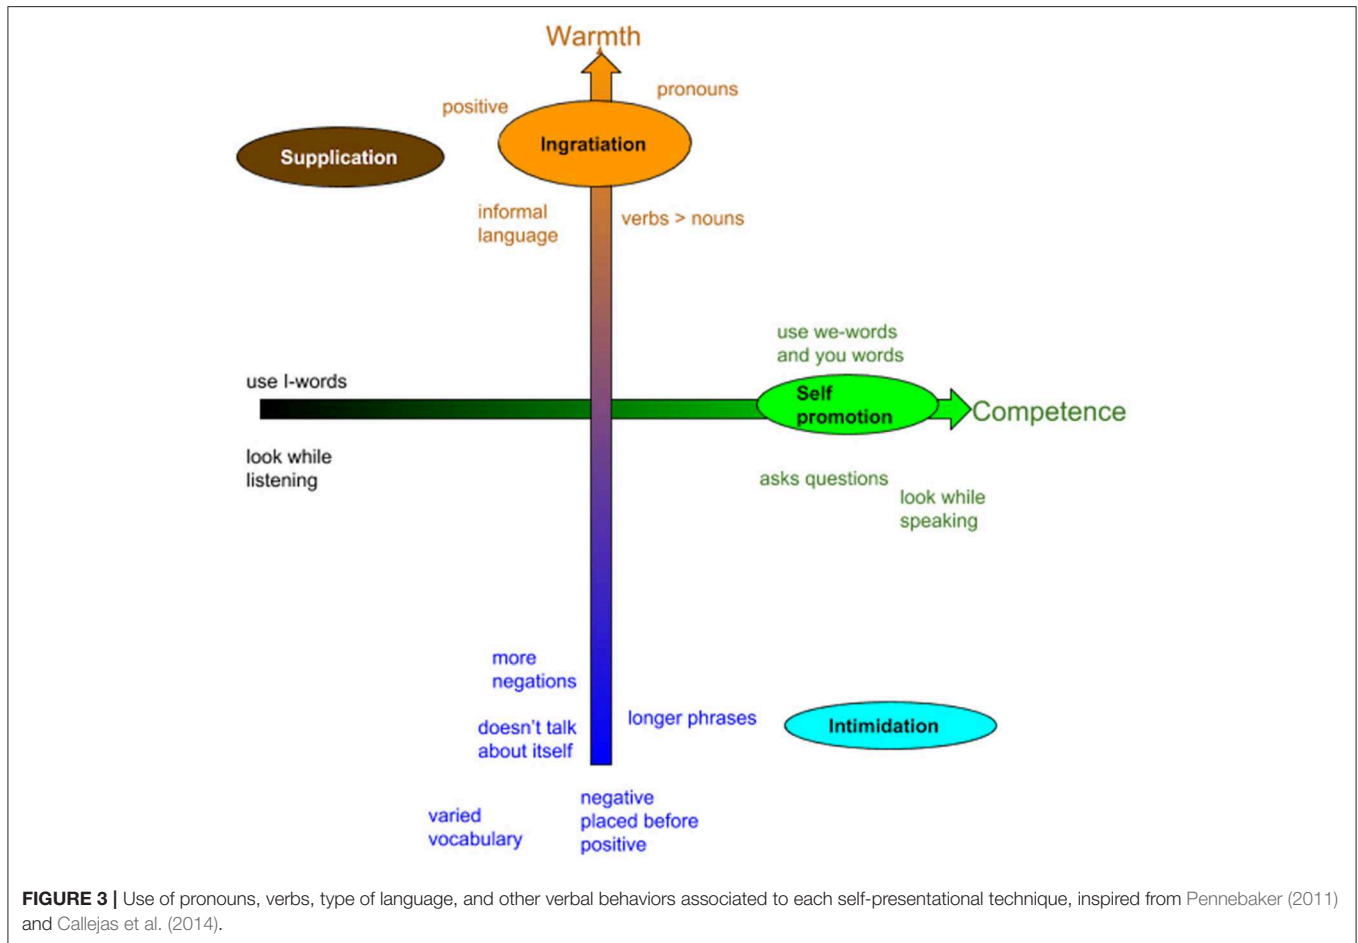 Warmth
pronouns
positive
Ingratiation
Supplication
informal
language
verbs > nouns
use we-words
and you words
use I-words
Self
promotion
Competence
look while
listening
asks questions
look while
speaking
more
negations
longer phrases
doesn't talk
about itself
Intimidation
negative
placed before
positive
varied
vocabulary
FIGURE 3 | Use of pronouns, verbs, type of language, and other verbal behaviors associated to each self-presentational technique, inspired from Pennebaker (2011)
and Callejas et al. (2014).